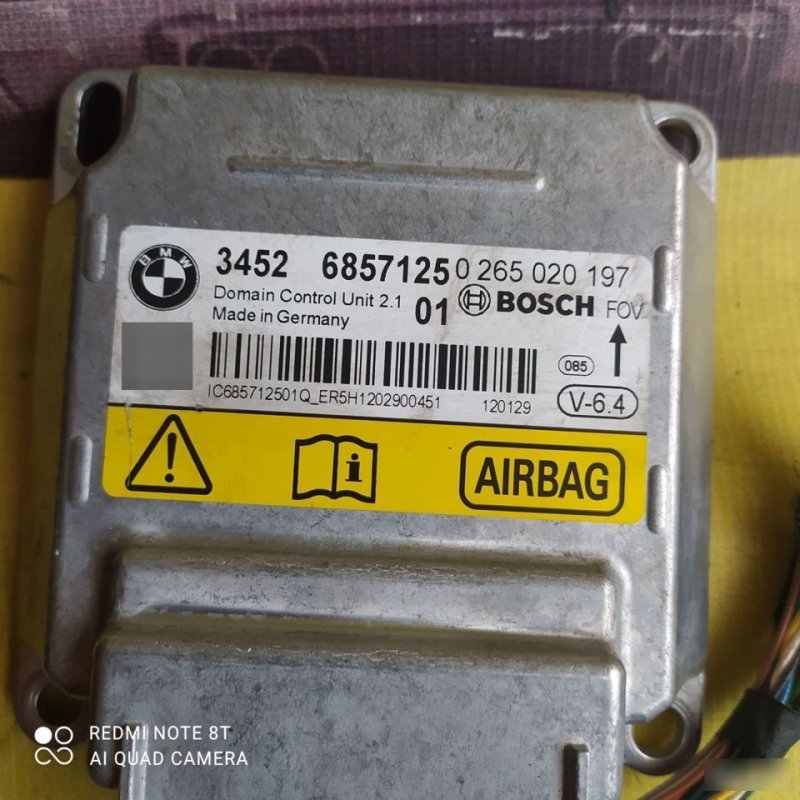 BMW
3452 6857125 0 265 020 197
Domain Control Unit 2.1 01 BOSCH FOV
Made in Germany
085
IC685712501Q_ER5H1202900451 120129
V-6.4
AIRBAG
REDMI NOTE 8T
AI QUAD CAMERA